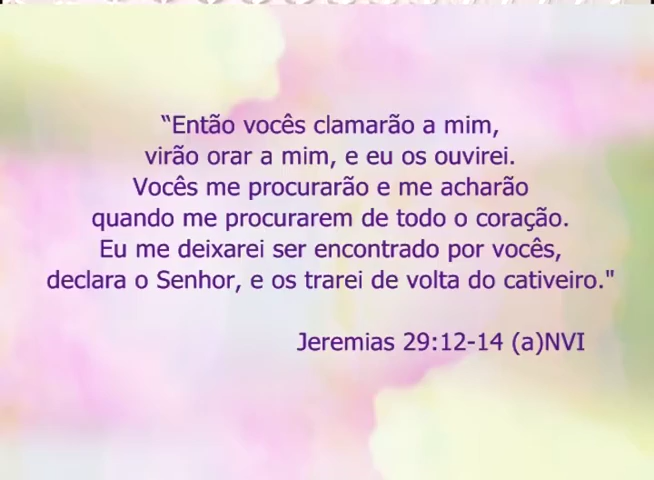 “Então vocês clamarão a mim,
virão orar a mim, e eu os ouvirei.
Vocês me procurarão e me acharão
quando me procurarem de todo o coração.
Eu me deixarei ser encontrado por vocês,
declara o Senhor, e os trarei de volta do cativeiro."
Jeremias 29:12-14 (a)NVI